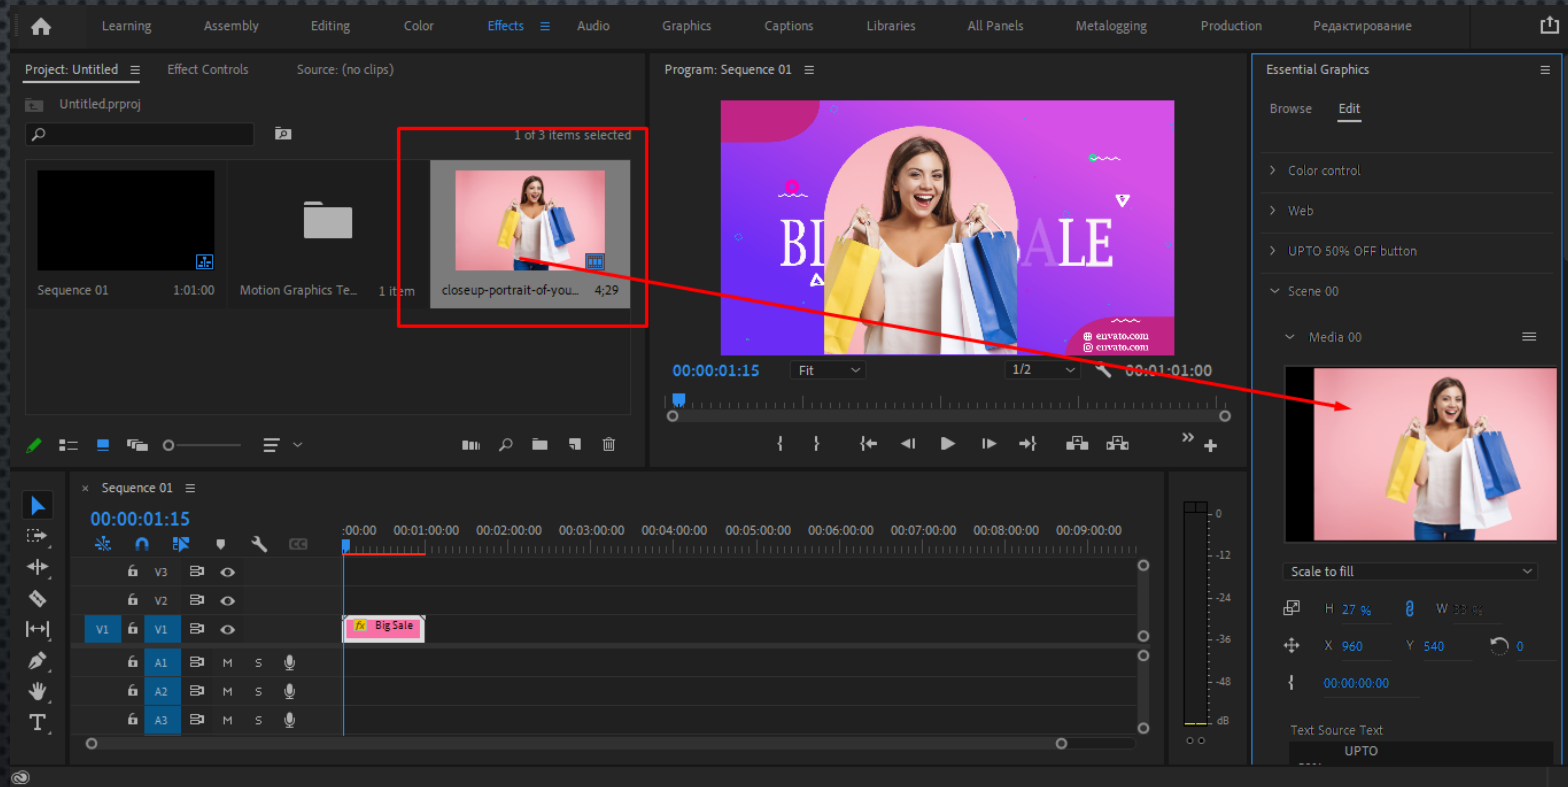 Learning Assembly Editing Color Effects Audio Graphics Captions Libraries All Panels Metalogging Production Редактирование
Project: Untitled Effect Controls Source: (no clips)
Untitled.prproj
1 of 3 items selected
Sequence 01 1:01:00
Motion Graphics Te... 1 item
closeup-portrait-of-you... 4;29
Program: Sequence 01
SALE
envato.com
envato.com
00:00:01:15 Fit 1/2 00:01:01:00
Essential Graphics
Browse Edit
Color control
Web
UPTO 50% OFF button
Scene 00
Media 00
Scale to fill
H 27 % W 33 %
X 960 Y 540 0
00:00:00:00
Text Source Text
UPTO
× Sequence 01
00:00:01:15
:00:00 00:01:00:00 00:02:00:00 00:03:00:00 00:04:00:00 00:05:00:00 00:06:00:00 00:07:00:00 00:08:00:00 00:09:00:00
CC
V3
V2
V1 V1
fx Big Sale
A1 M S
A2 M S
A3 M S
0
-12
-24
-36
-48
dB